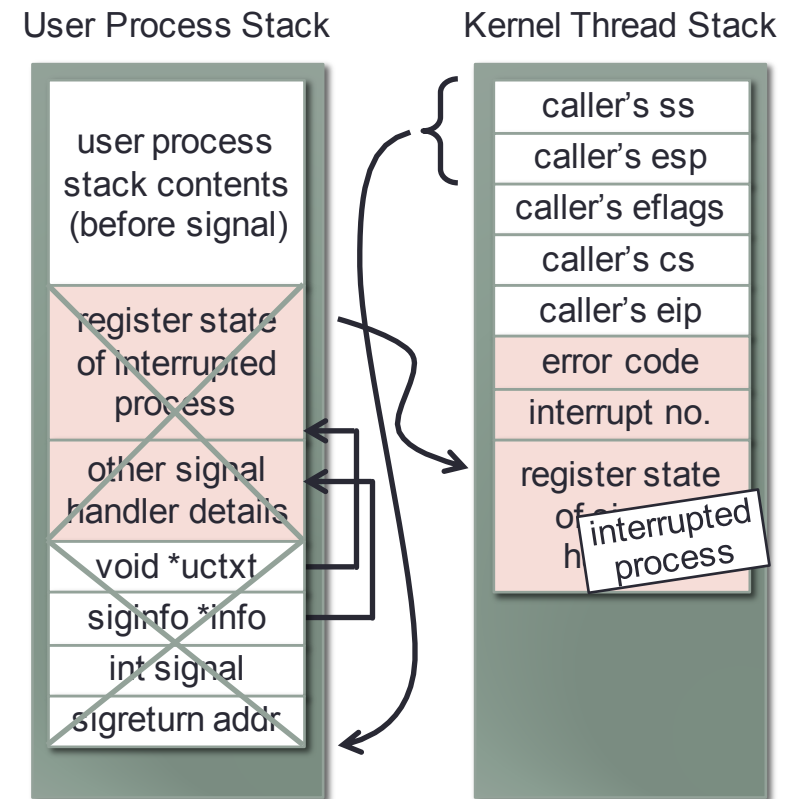 User Process Stack
Kernel Thread Stack
user process
stack contents
(before signal)
register state
of interrupted
process
other signal
handler details
void *uctxt
siginfo *info
int signal
sigreturn addr
caller's ss
caller's esp
caller's eflags
caller's cs
caller's eip
error code
interrupt no.
register state
of
interrupted
process